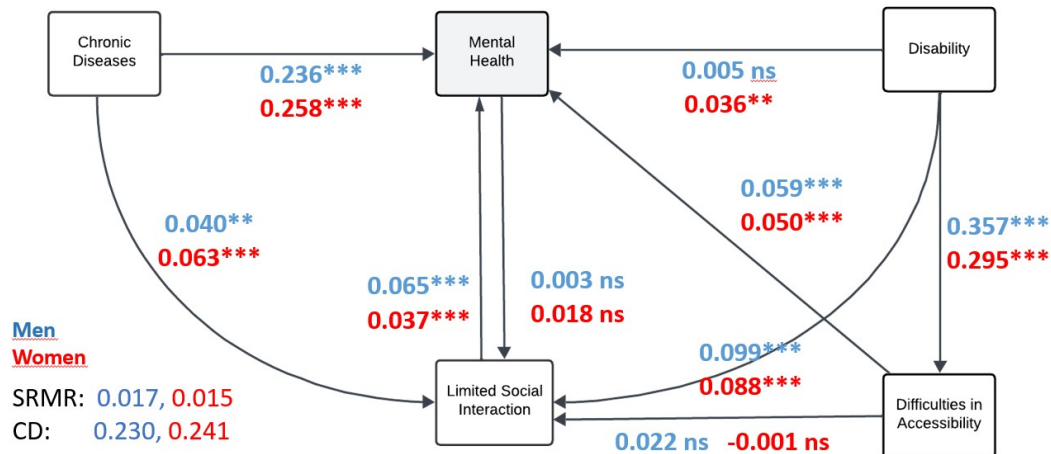 Chronic
Diseases
Mental
Health
Disability
0.236***
0.258***
0.005 ns
0.036**
0.059***
0.050***
0.040**
0.063***
0.357***
0.295***
0.065***
0.037***
0.003 ns
0.018 ns
Men
Women
0.099***
0.088***
SRMR: 0.017, 0.015
CD: 0.230, 0.241
Limited Social
Interaction
Difficulties in
Accessibility
0.022 ns -0.001 ns